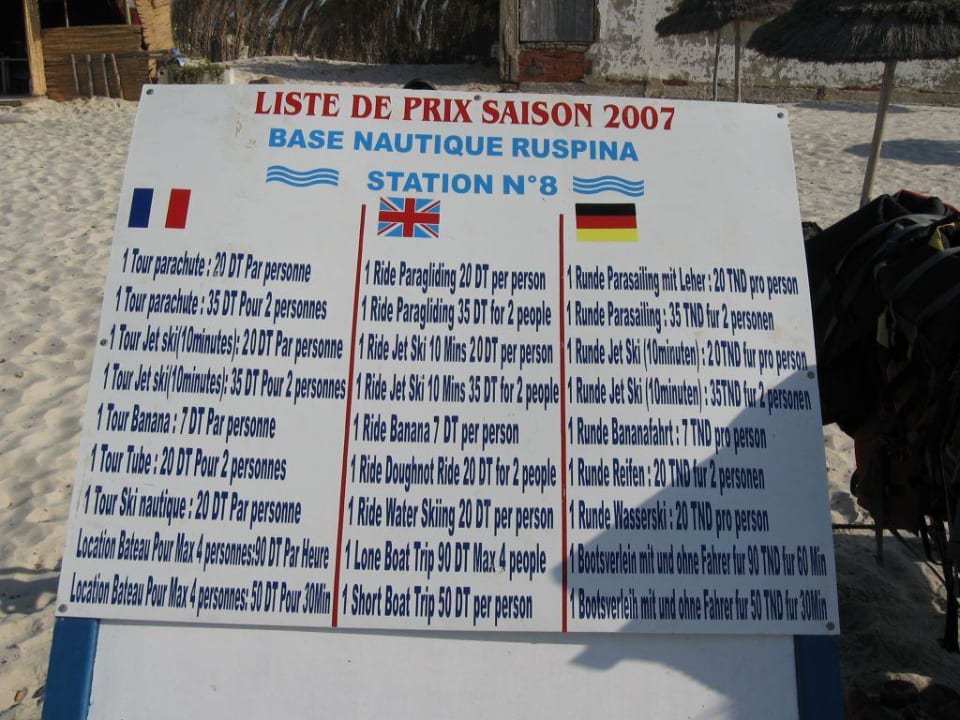 LISTE DE PRIX SAISON 2007
BASE NAUTIQUE RUSPINA
STATION N°8
1 Tour parachute : 20 DT Par personne
1 Tour parachute : 35 DT Pour 2 personnes
1 Tour Jet ski(10minutes): 20 DT Par personne
1 Tour Jet ski(10minutes): 35 DT Pour 2 personnes
1 Tour Banana : 7 DT Par personne
1 Tour Tube : 20 DT Pour 2 personnes
1 Tour Ski nautique : 20 DT Par personne
Location Bateau Pour Max 4 personnes:90 DT Par Heure
Location Bateau Pour Max 4 personnes; 50 DT Pour 30Min
1 Ride Paragliding 20 DT per person
1 Ride Paragliding 35 DT for 2 people
1 Ride Jet Ski 10 Mins 20DT per person
1 Ride Jet Ski 10 Mins 35 DT for 2 people
1 Ride Banana 7 DT per person
1 Ride Doughnot Ride 20 DT for 2 people
1 Ride Water Skiing 20 DT per person
1 Lone Boat Trip 90 DT Max 4 people
1 Short Boat Trip 50 DT per person
1 Runde Parasailing mit Leher : 20 TND pro person
1 Runde Parasailing : 35 TND fur 2 personen
1 Runde Jet Ski (10minuten) : 20TND fur pro person
1 Runde Jet Ski (10minuten) : 35TND fur 2 personen
1 Runde Bananafahrt : 7 TND pro person
1 Runde Reifen : 20 TND fur 2 personen
1 Runde Wasserski : 20 TND pro person
1 Bootsverlein mit und ohne Fahrer fur 90 TND fur 60 Min
1 Bootsverleih mit und ohne Fahrer fur 50 TND fur 30Min